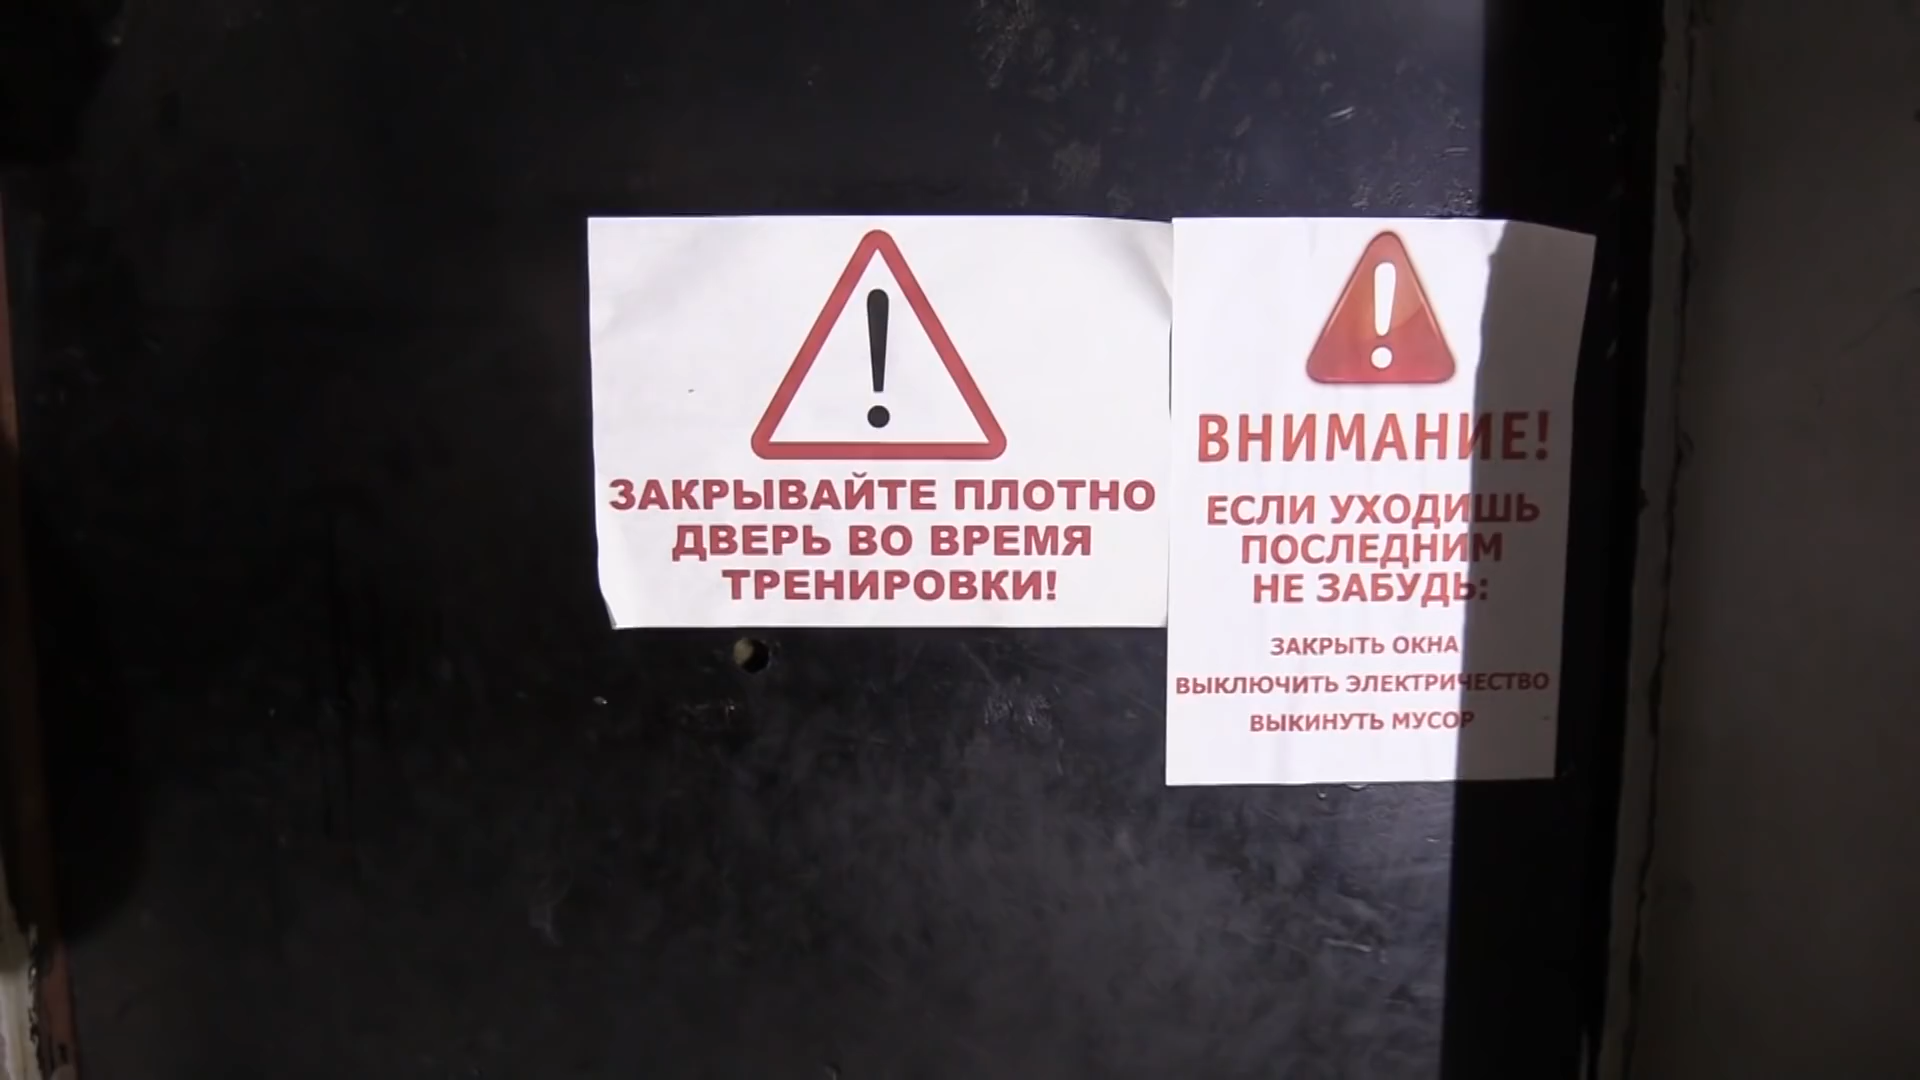 ЗАКРЫВАЙТЕ ПЛОТНО
ДВЕРЬ ВО ВРЕМЯ
ТРЕНИРОВКИ!
ВНИМАНИЕ!
ЕСЛИ УХОДИШЬ
ПОСЛЕДНИМ
НЕ ЗАБУДЬ:
ЗАКРЫТЬ ОКНА
ВЫКЛЮЧИТЬ ЭЛЕКТРИЧЕСТВО
ВЫКИНУТЬ МУСОР